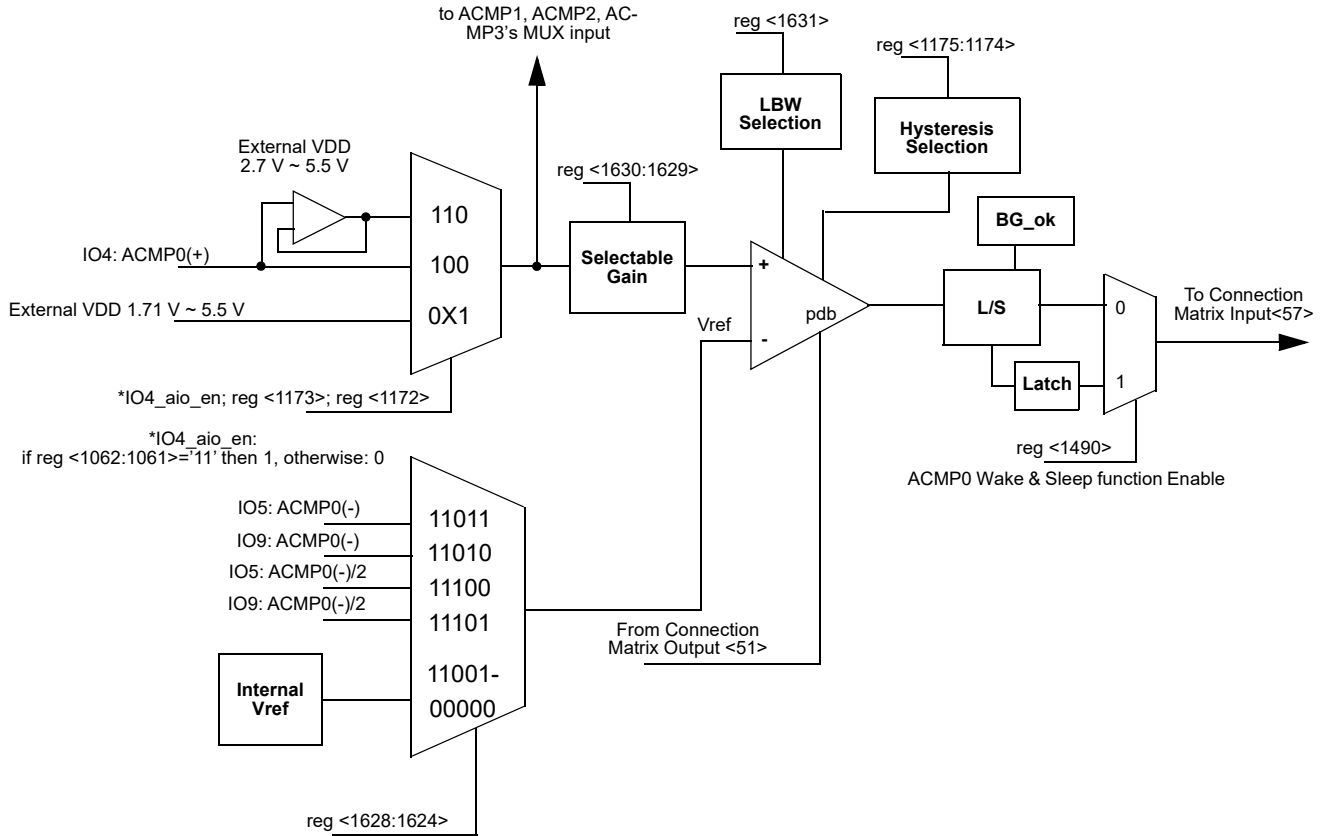 to ACMP1, ACMP2, AC-
MP3’s MUX input
reg <1631>
reg <1175:1174>
LBW
Selection
Hysteresis
Selection
External VDD
2.7 V ~ 5.5 V
reg <1630:1629>
110
BG_ok
IO4: ACMP0(+)
100
Selectable
Gain
+
External VDD 1.71 V ~ 5.5 V
0X1
L/S
0
To Connection
Matrix Input<57>
pdb
Vref
-
Latch
1
*IO4_aio_en; reg <1173>; reg <1172>
*IO4_aio_en:
if reg <1062:1061>=’11’ then 1, otherwise: 0
reg <1490>
ACMP0 Wake & Sleep function Enable
IO5: ACMP0(-)
11011
IO9: ACMP0(-)
11010
IO5: ACMP0(-)/2
11100
IO9: ACMP0(-)/2
11101
From Connection
Matrix Output <51>
Internal
Vref
11001-
00000
reg <1628:1624>